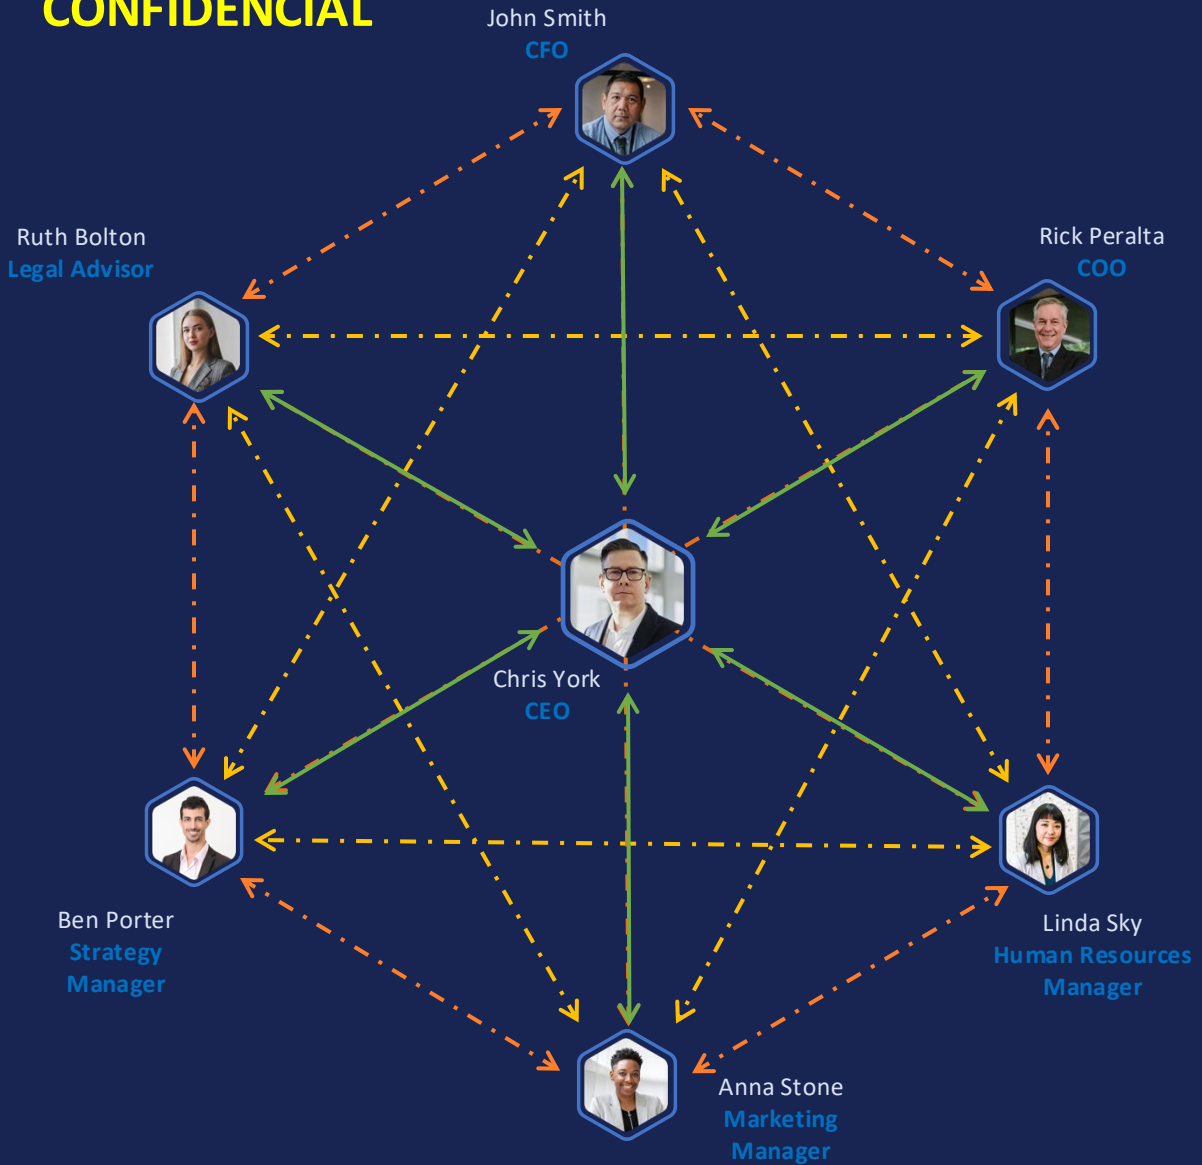 CONFIDENCIAL
John Smith
CFO
Ruth Bolton
Legal Advisor
Rick Peralta
COO
Chris York
CEO
Ben Porter
Strategy
Manager
Linda Sky
Human Resources
Manager
Anna Stone
Marketing
Manager